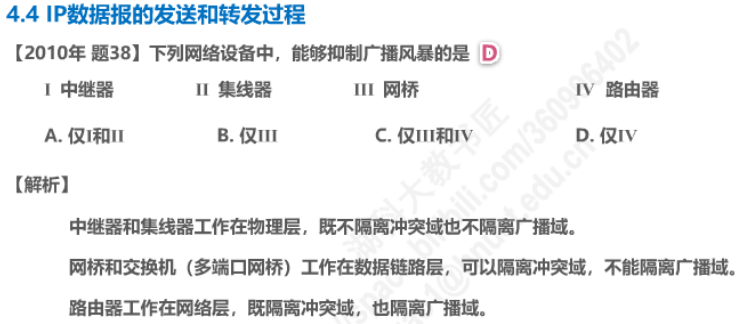 4.4 IP数据报的发送和转发过程
【2010年 题38】下列网络设备中，能够抑制广播风暴的是 D
I 中继器 II 集线器 III 网桥 IV 路由器
A. 仅I和II B. 仅III C. 仅III和IV D. 仅IV
【解析】
中继器和集线器工作在物理层，既不隔离冲突域也不隔离广播域。
网桥和交换机（多端口网桥）工作在数据链路层，可以隔离冲突域，不能隔离广播域。
路由器工作在网络层，既隔离冲突域，也隔离广播域。